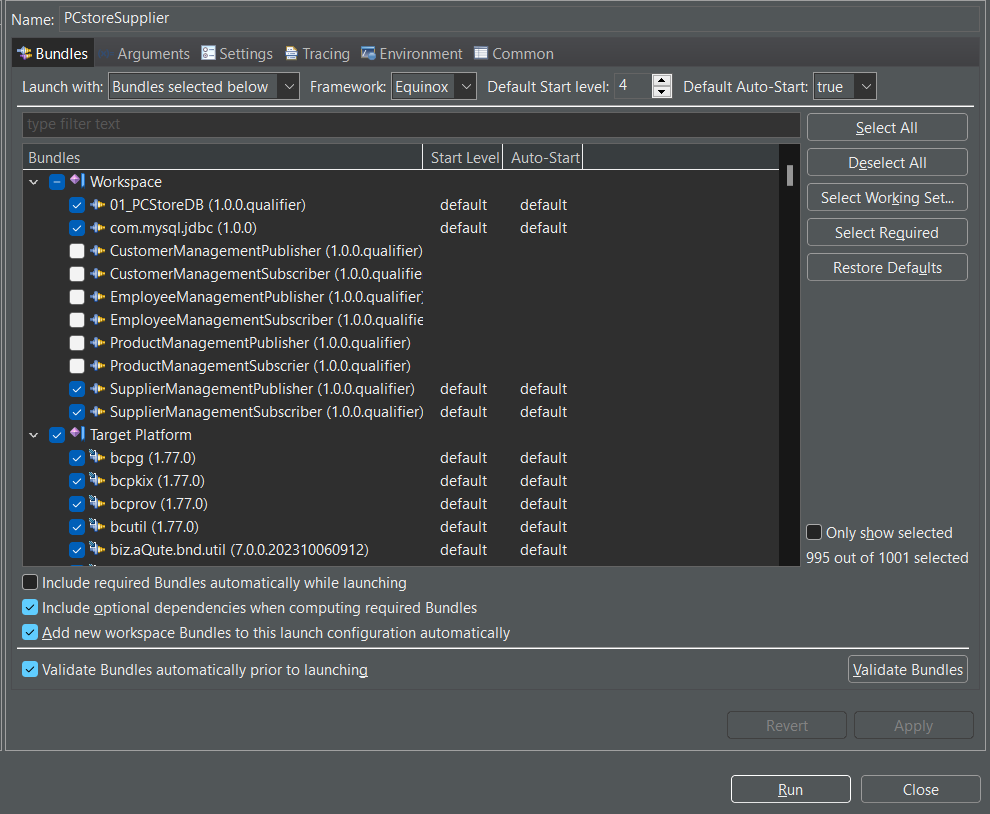 Name: PCstoreSupplier
Bundles Arguments Settings Tracing Environment Common
Launch with: Bundles selected below Framework: Equinox Default Start level: 4 Default Auto-Start: true
type filter text
Select All
Bundles Start Level Auto-Start
Deselect All
Workspace
01_PCStoreDB (1.0.0.qualifier) default default
Select Working Set...
com.mysql.jdbc (1.0.0) default default
Select Required
CustomerManagementPublisher (1.0.0.qualifier)
CustomerManagementSubscriber (1.0.0.qualifie
Restore Defaults
EmployeeManagementPublisher (1.0.0.qualifier)
EmployeeManagementSubscriber (1.0.0.qualifie
ProductManagementPublisher (1.0.0.qualifier)
ProductManagementSubscrier (1.0.0.qualifier)
SupplierManagementPublisher (1.0.0.qualifier) default default
SupplierManagementSubscriber (1.0.0.qualifier) default default
Target Platform
bcpg (1.77.0) default default
bcpkix (1.77.0) default default
bcprov (1.77.0) default default
bcutil (1.77.0) default default
Only show selected
biz.aQute.bnd.util (7.0.0.202310060912) default default
995 out of 1001 selected
Include required Bundles automatically while launching
Include optional dependencies when computing required Bundles
Add new workspace Bundles to this launch configuration automatically
Validate Bundles automatically prior to launching
Validate Bundles
Revert Apply
Run Close